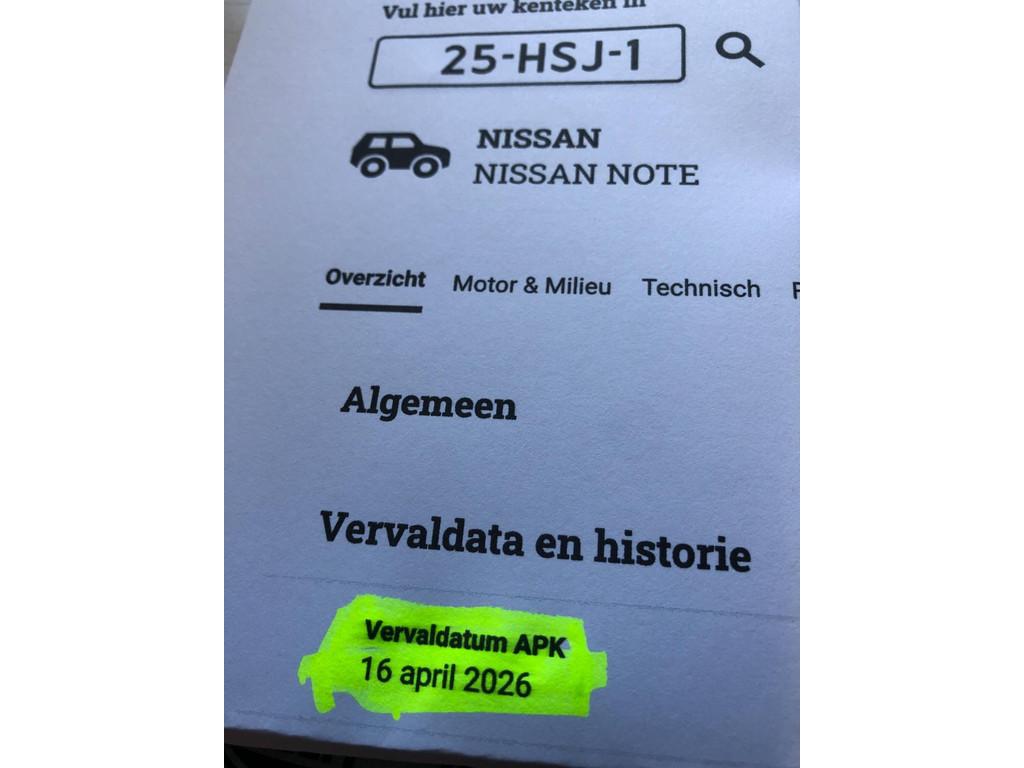 Vul hier uw kenteken in
25-HSJ-1
NISSAN
NISSAN NOTE
Overzicht Motor & Milieu Technisch
Algemeen
Vervaldata en historie
Vervaldatum APK
16 april 2026